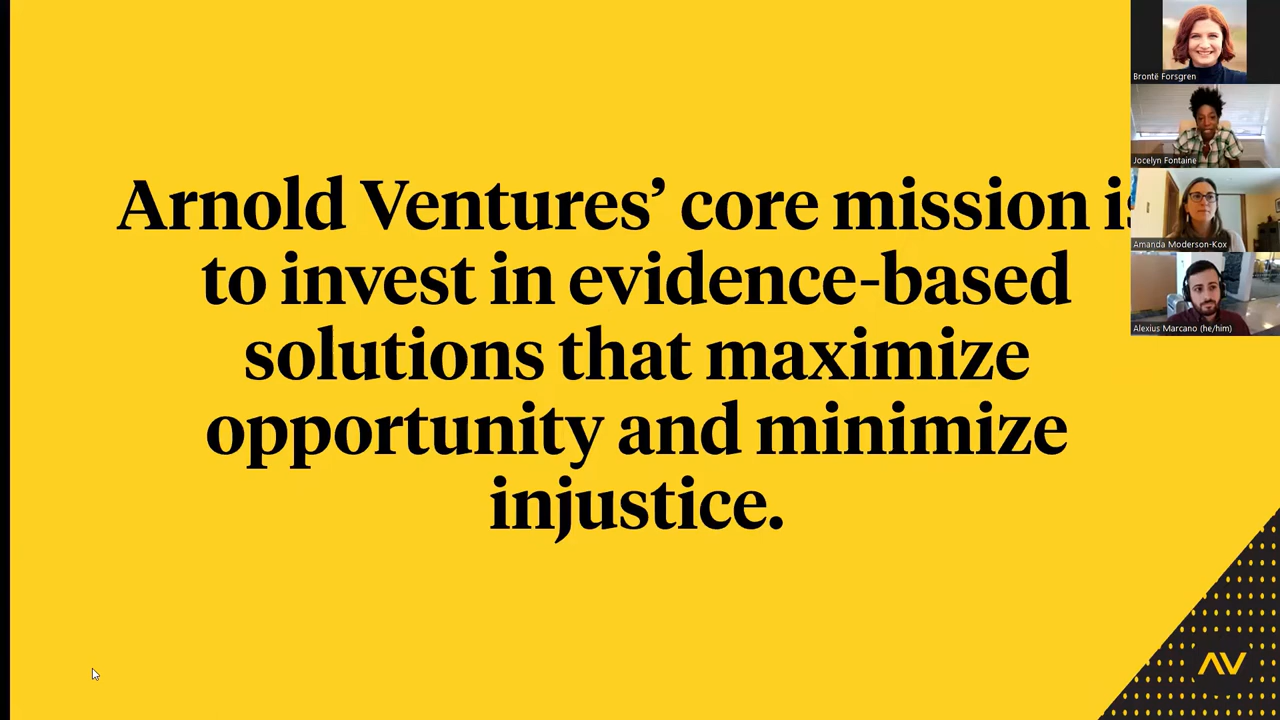 Arnold Ventures’ core mission is
to invest in evidence-based
solutions that maximize
opportunity and minimize
injustice.
Brontë Forsgren
Jocelyn Fontaine
Amanda Moderson-Kox
Alexius Marcano (he/him)
AV